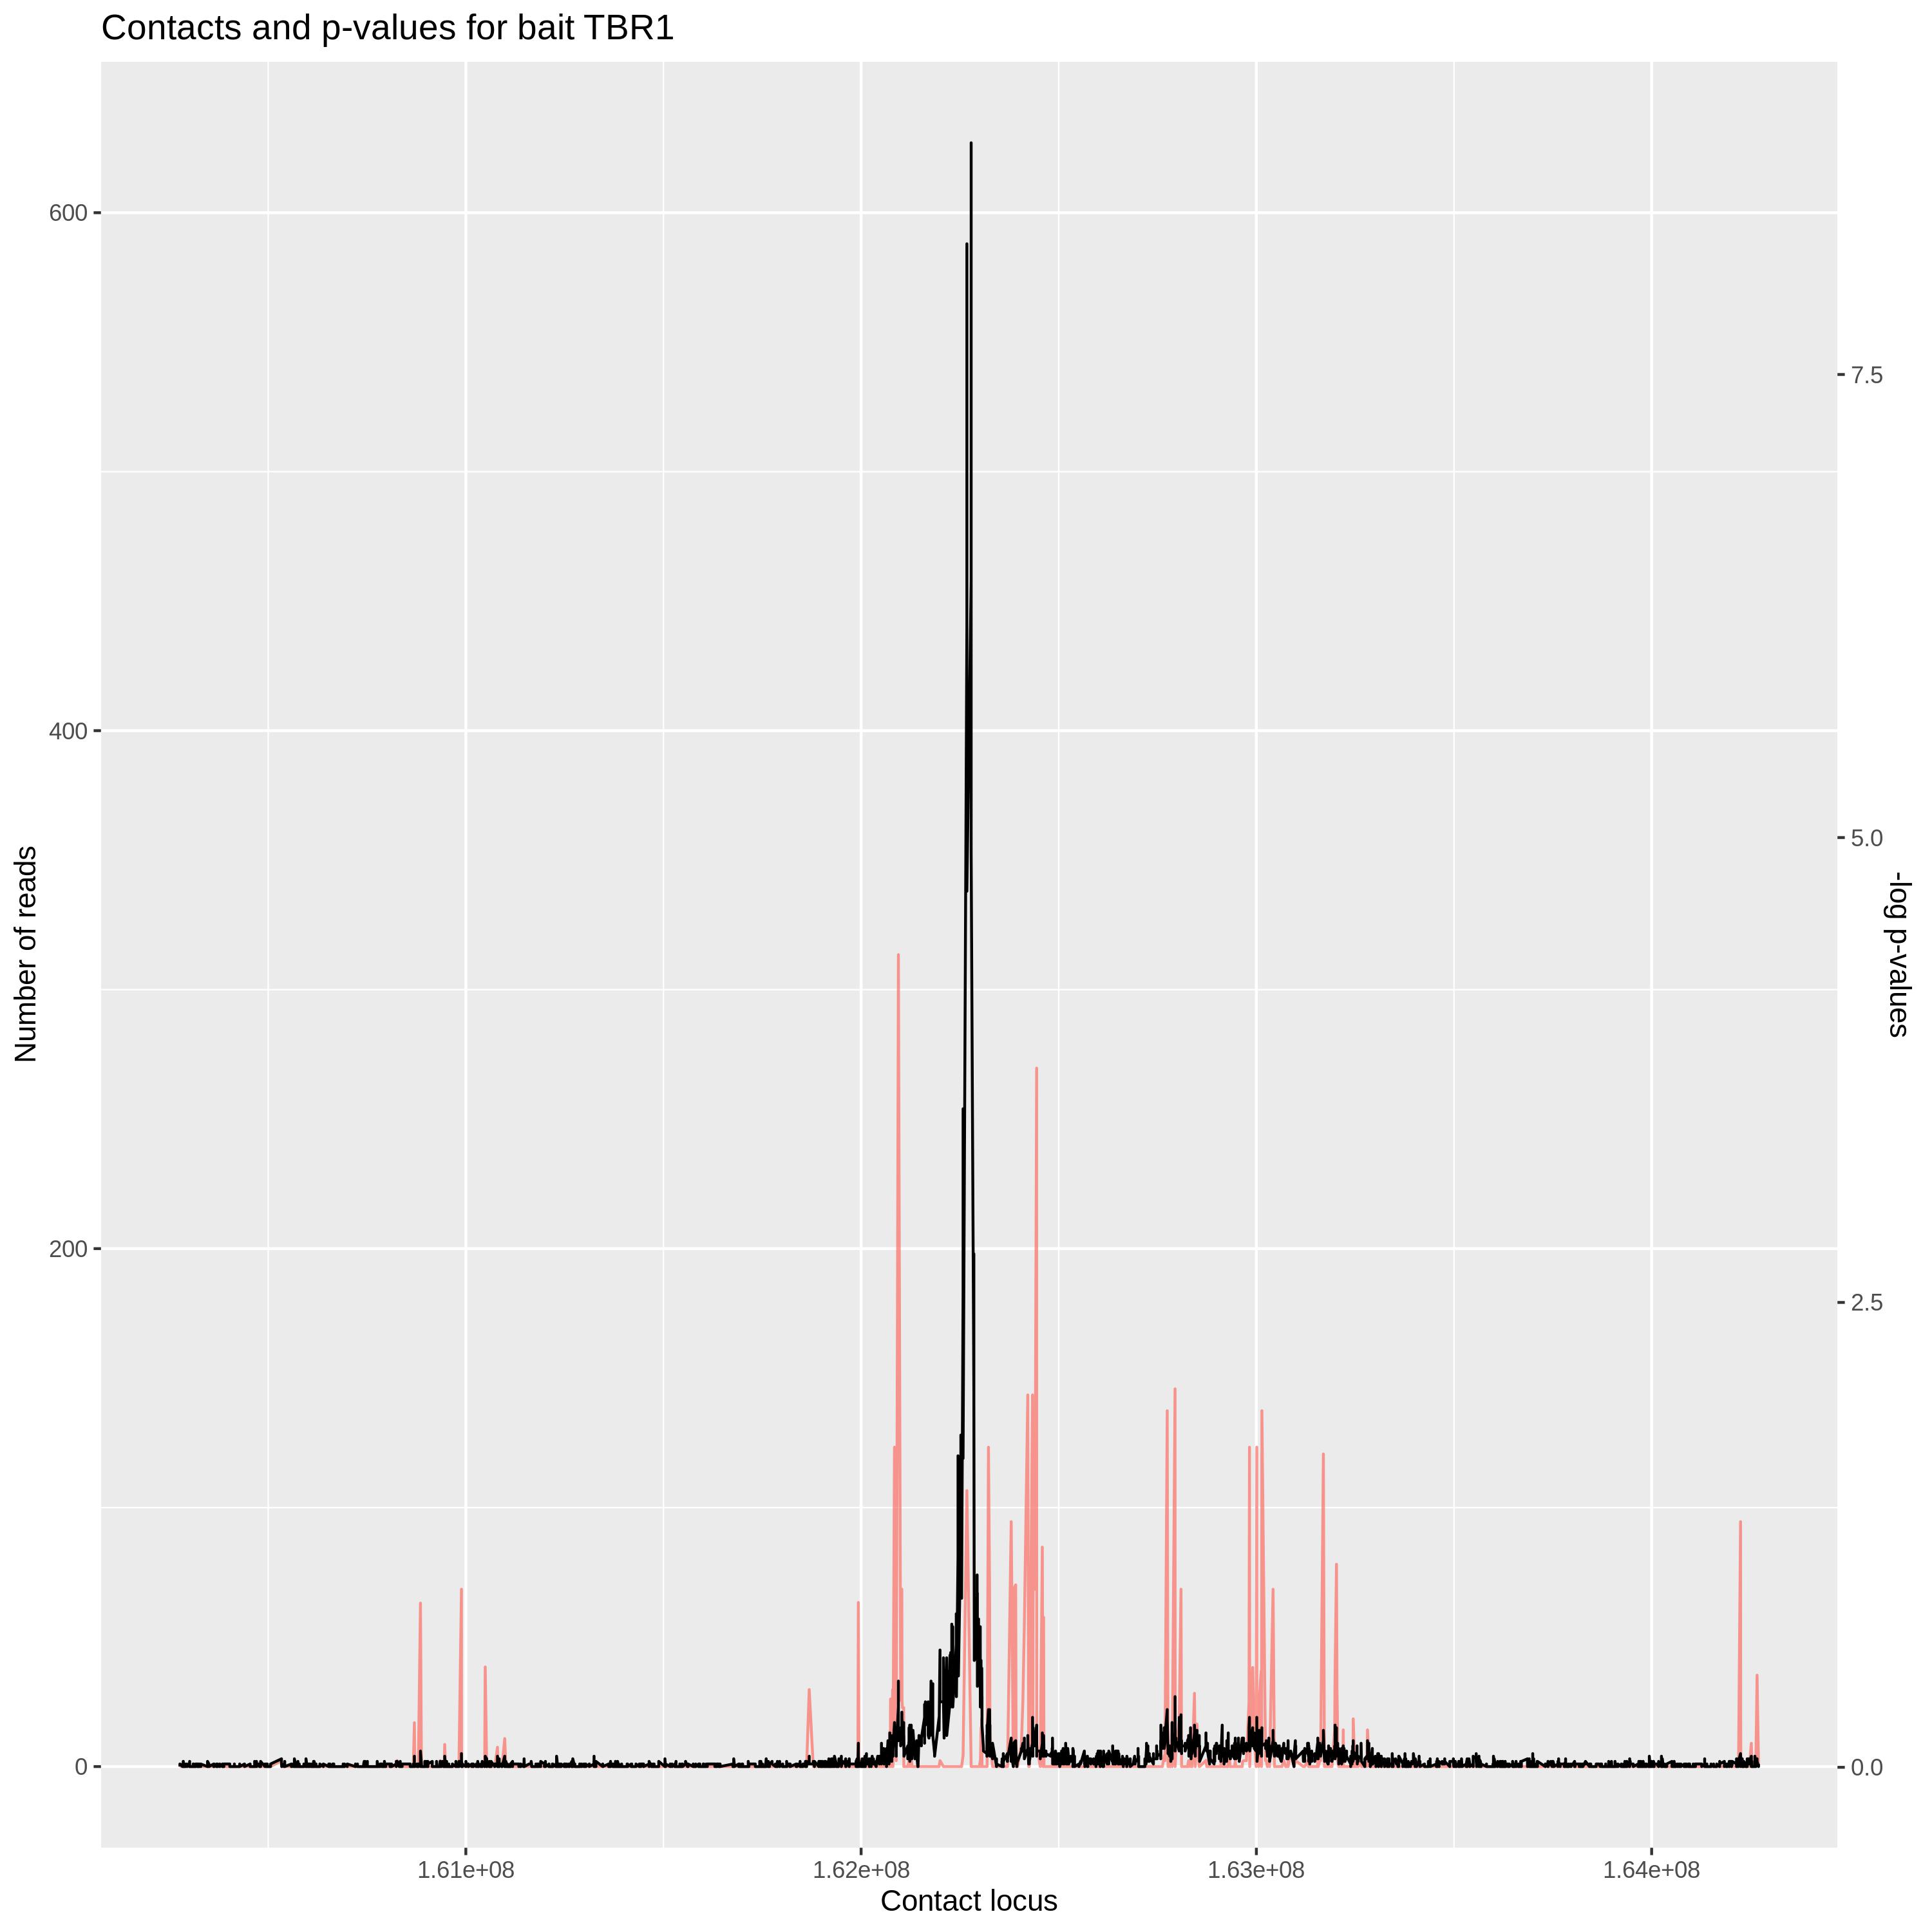 Contacts and p-values for bait TBR1
600
400
200
0
Number of reads
7.5
5.0
2.5
0.0
-log p-values
1.61e+08
1.62e+08
1.63e+08
1.64e+08
Contact locus